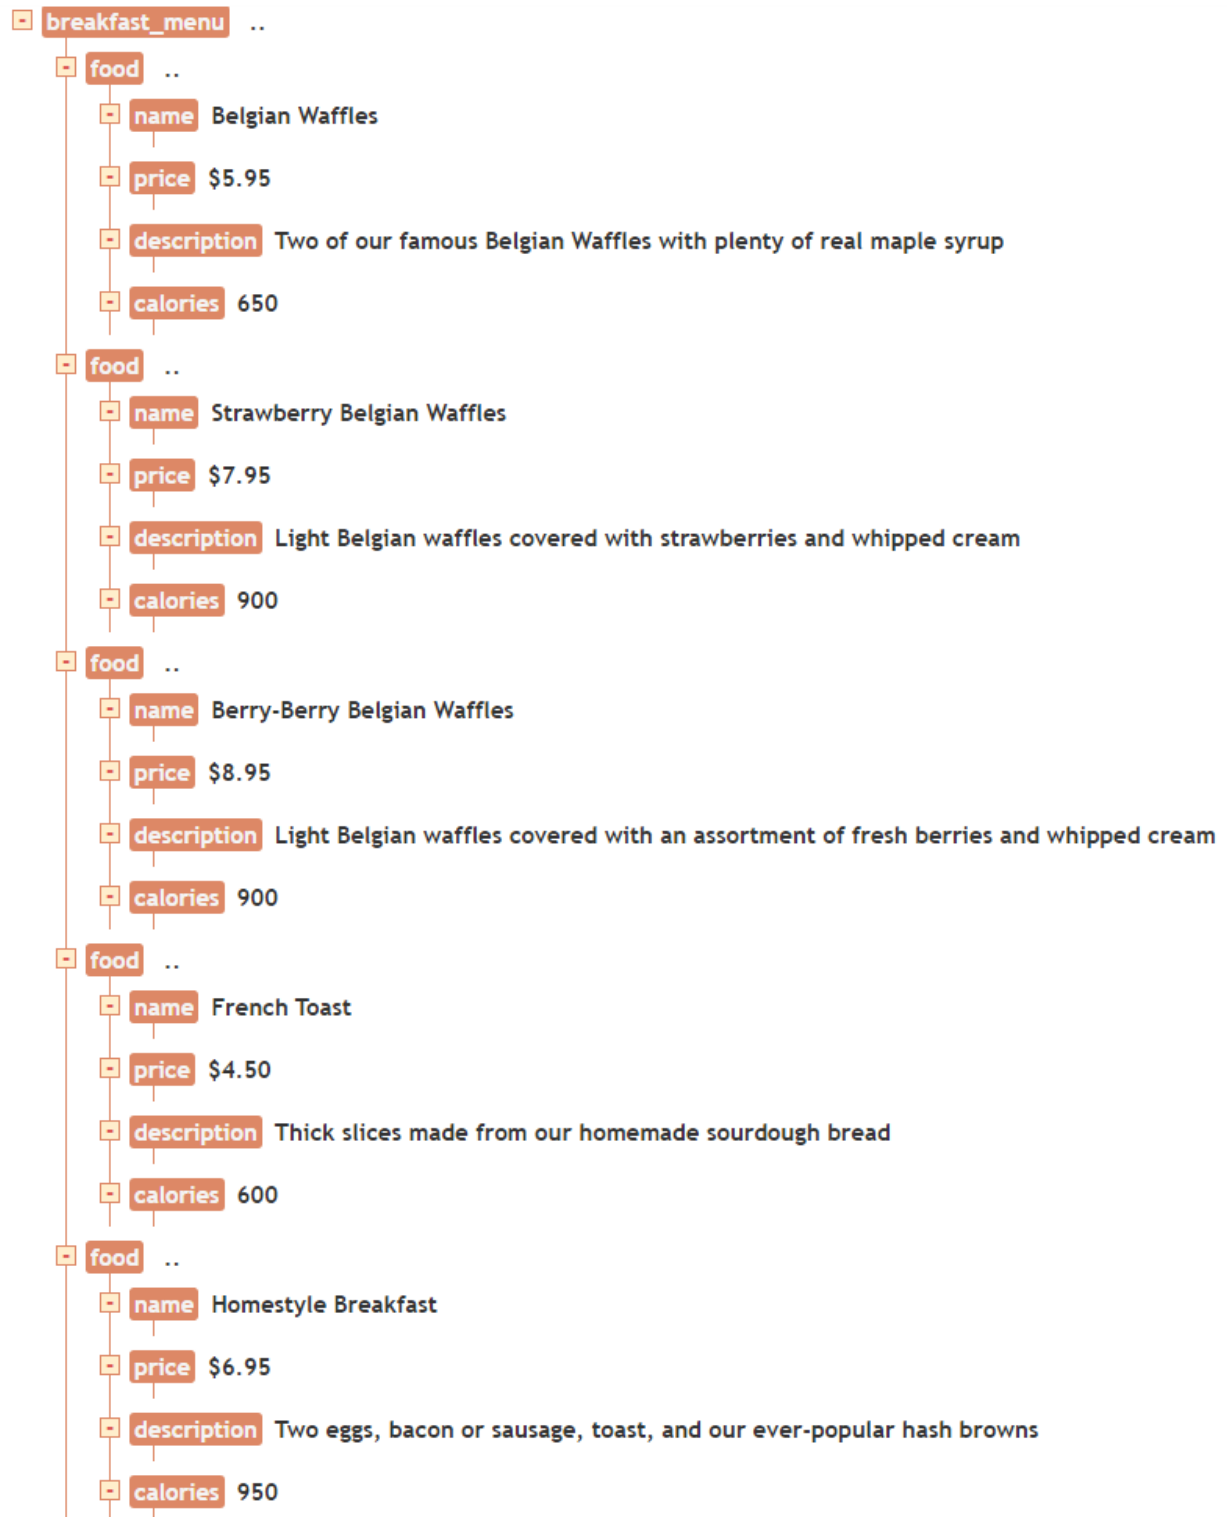 - breakfast_menu ..
- food ..
- name Belgian Waffles
- price $5.95
- description Two of our famous Belgian Waffles with plenty of real maple syrup
- calories 650
- food ..
- name Strawberry Belgian Waffles
- price $7.95
- description Light Belgian waffles covered with strawberries and whipped cream
- calories 900
- food ..
- name Berry-Berry Belgian Waffles
- price $8.95
- description Light Belgian waffles covered with an assortment of fresh berries and whipped cream
- calories 900
- food ..
- name French Toast
- price $4.50
- description Thick slices made from our homemade sourdough bread
- calories 600
- food ..
- name Homestyle Breakfast
- price $6.95
- description Two eggs, bacon or sausage, toast, and our ever-popular hash browns
- calories 950